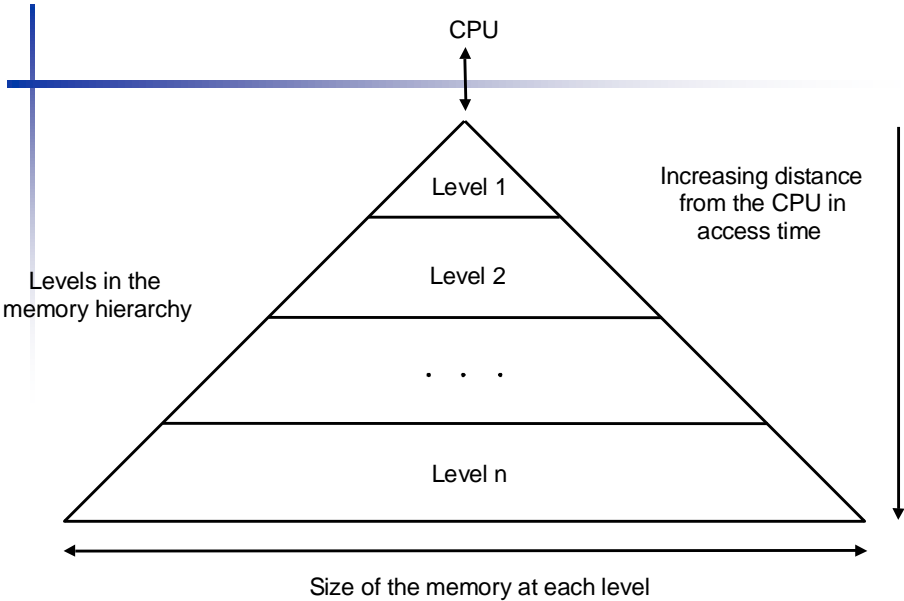 CPU
Level 1
Increasing distance
from the CPU in
access time
Levels in the
memory hierarchy
Level 2
. . .
Level n
Size of the memory at each level